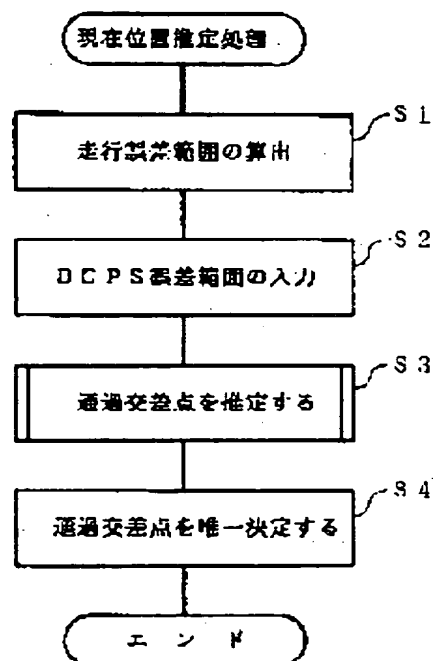 現在位置推定処理
S1
走行誤差範囲の算出
S2
DGPS誤差範囲の入力
S3
通過交差点を推定する
S4
通過交差点を唯一決定する
エンド